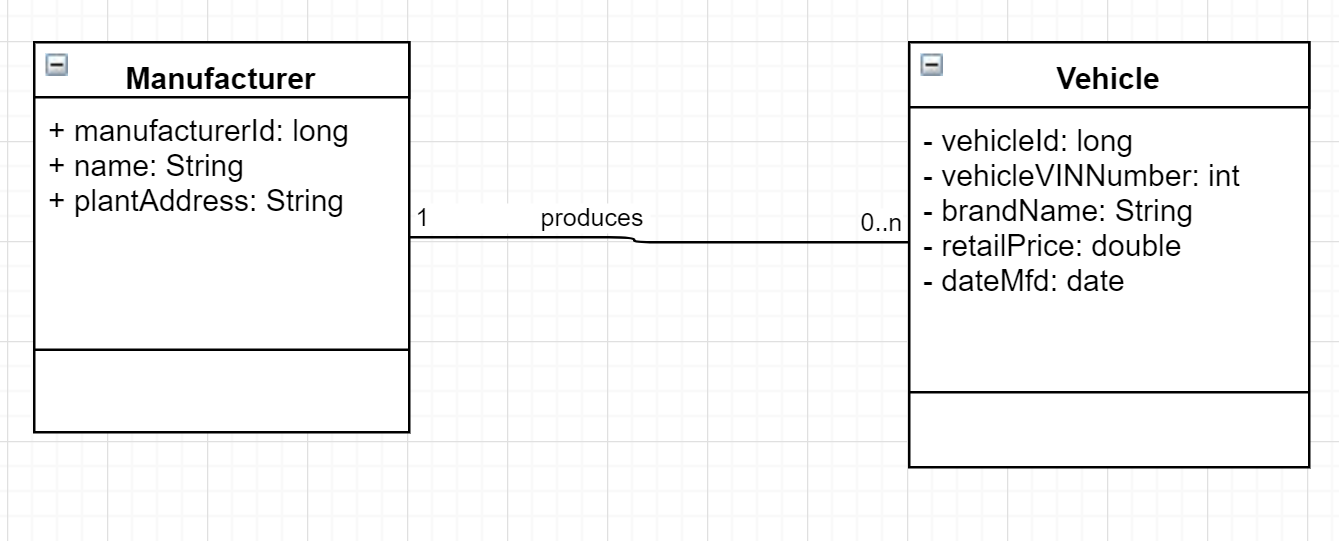 Manufacturer
+ manufacturerId: long
+ name: String
+ plantAddress: String
1
produces
0..n
Vehicle
- vehicleId: long
- vehicleVINNumber: int
- brandName: String
- retailPrice: double
- dateMfd: date